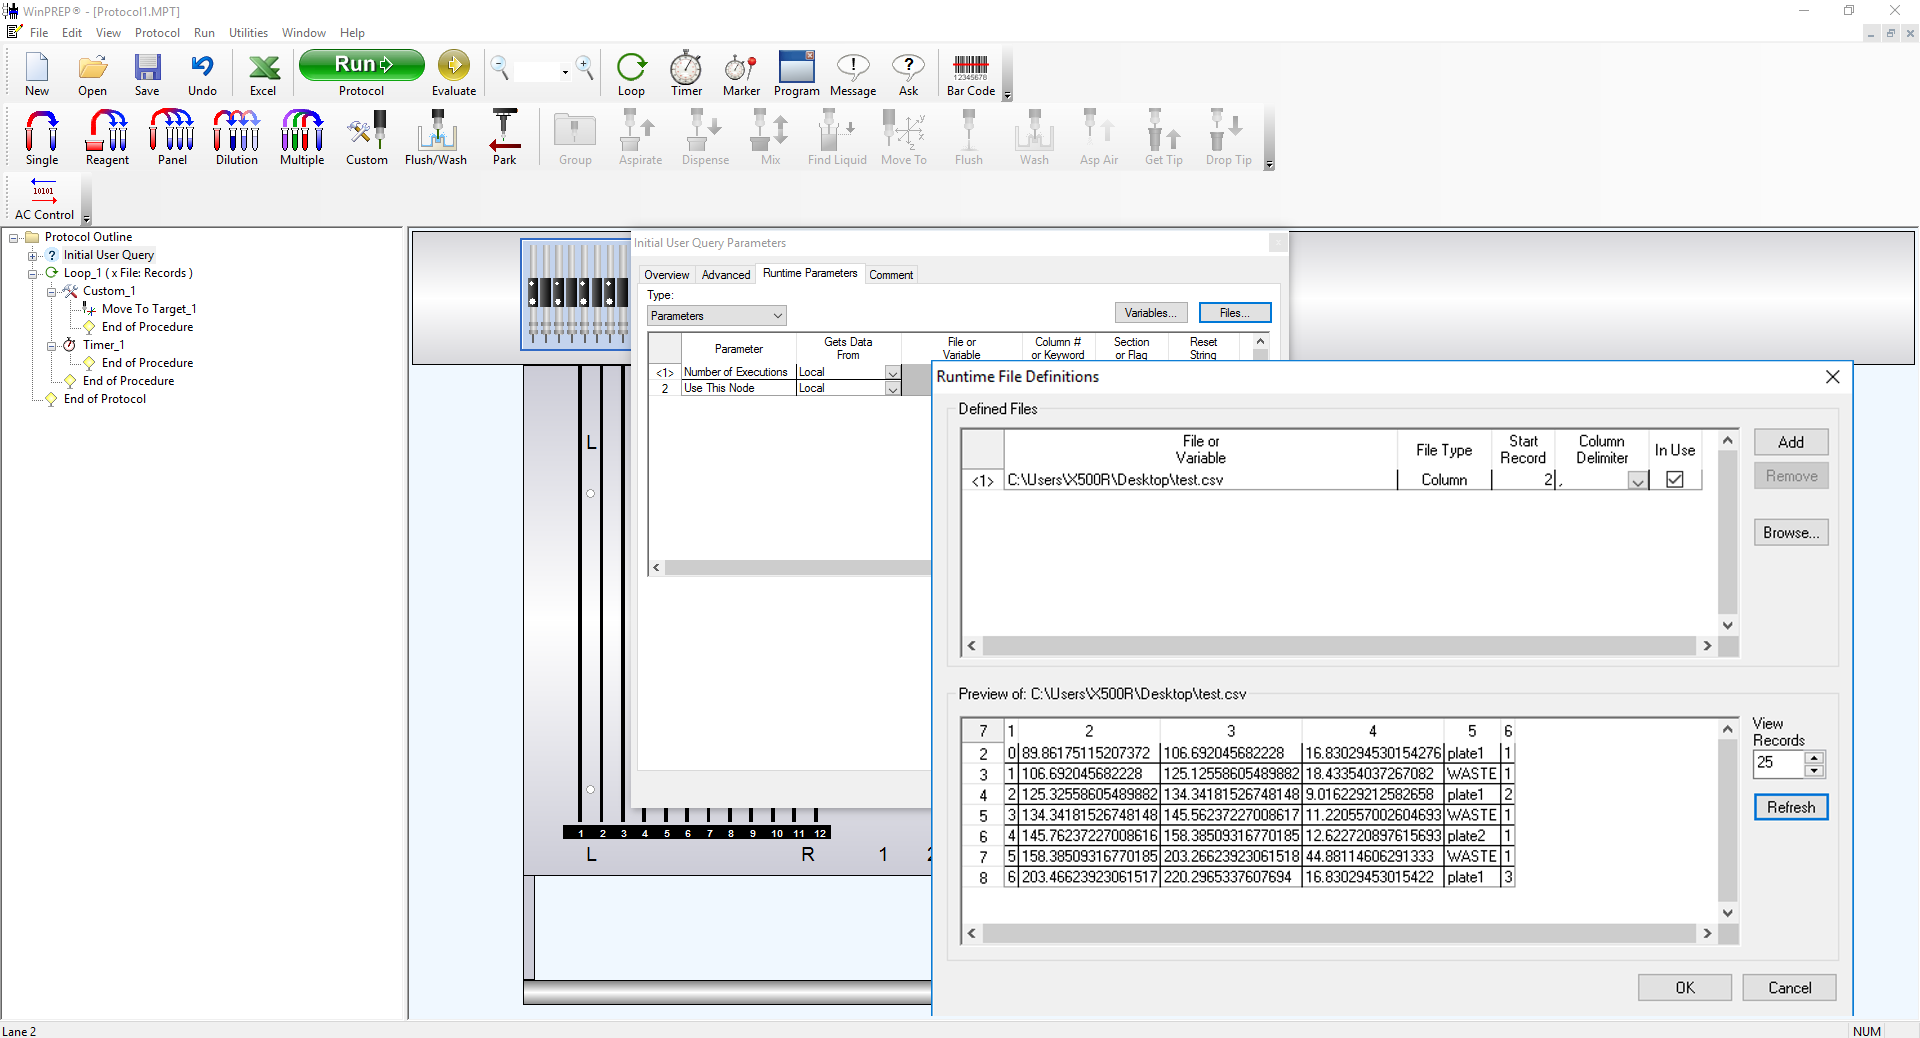 WinPREP® - [Protocol1.MPT]
File Edit View Protocol Run Utilities Window Help
Run
12345678
New Open Save Undo Excel Protocol Evaluate Loop Timer Marker Program Message Ask Bar Code
Single Reagent Panel Dilution Multiple Custom Flush/Wash Park Group Aspirate Dispense Mix Find Liquid Move To Flush Wash Asp Air Get Tip Drop Tip
10101
AC Control
Protocol Outline
Initial User Query
Loop_1 ( x File: Records )
Custom_1
Move To Target_1
End of Procedure
Timer_1
End of Procedure
End of Procedure
End of Protocol
L
1 2 3 4 5 6 7 8 9 10 11 12
L R 1
Initial User Query Parameters
Overview Advanced Runtime Parameters Comment
Type:
Parameters
Variables... Files...
Parameter Gets Data From File or Variable Column # or Keyword Section or Flag Reset String
<1> Number of Executions Local
2 Use This Node Local
Runtime File Definitions
Defined Files
File or Variable File Type Start Record Column Delimiter In Use
<1> C:\Users\X500R\Desktop\test.csv Column 2 ,
Add
Remove
Browse...
Preview of: C:\Users\X500R\Desktop\test.csv
7 1 2 3 4 5 6
2 0 89.86175115207372 106.692045682228 16.830294530154276 plate1 1
3 1 106.692045682228 125.12558605489882 18.43354037267082 WASTE 1
4 2 125.32558605489882 134.34181526748148 9.016229212582658 plate1 2
5 3 134.34181526748148 145.56237227008617 11.220557002604693 WASTE 1
6 4 145.76237227008616 158.38509316770185 12.622720897615693 plate2 1
7 5 158.38509316770185 203.26623923061518 44.88114606291333 WASTE 1
8 6 203.46623923061517 220.2965337607694 16.83029453015422 plate1 3
View Records
25
Refresh
OK Cancel
Lane 2
NUM